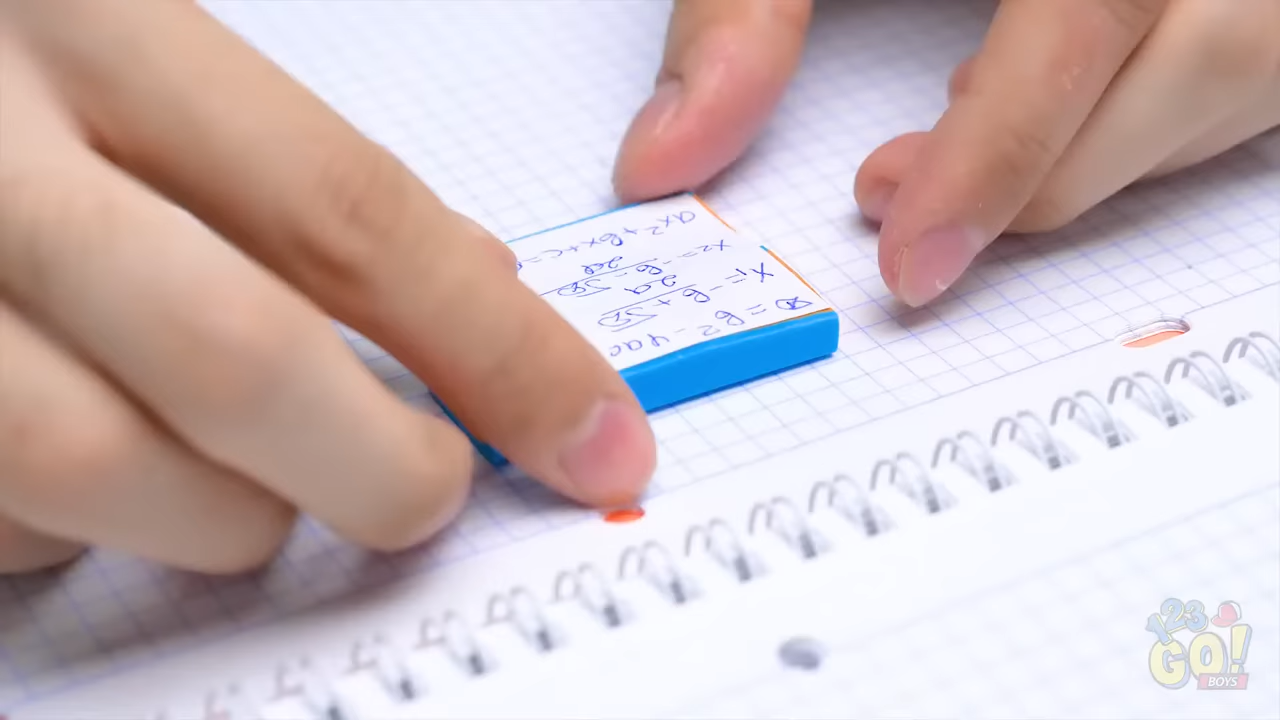 D = b² - 4ac
x₁ = -b + √D
2a
x₂ = -b - √D
2a
ax² + bx + c = 0
123
GO!
BOYS